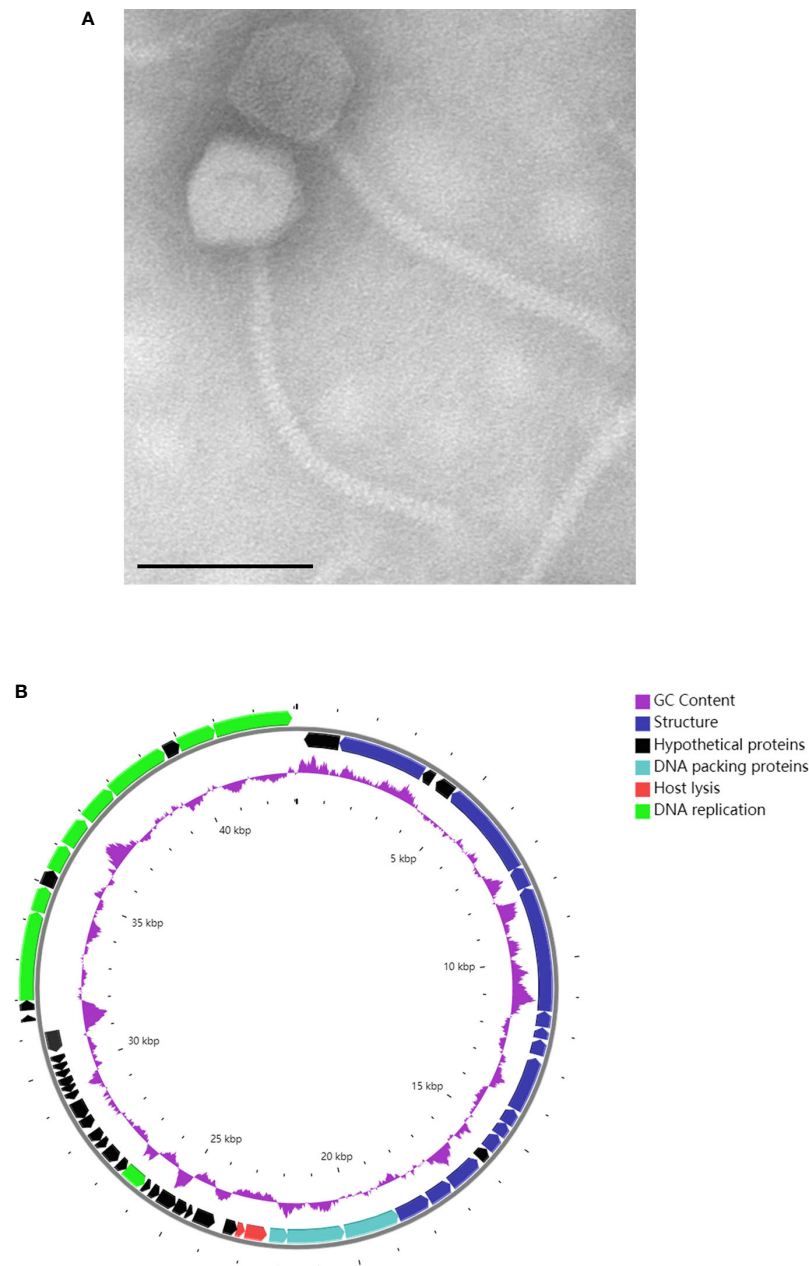 A
B
GC Content
Structure
Hypothetical proteins
DNA packing proteins
Host lysis
DNA replication
40 kbp
5 kbp
35 kbp
10 kbp
30 kbp
15 kbp
25 kbp
20 kbp